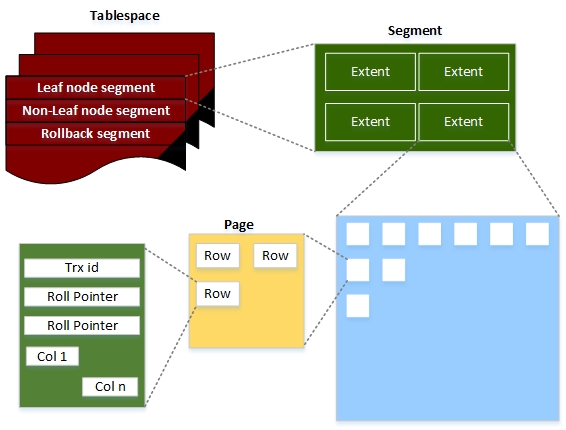 Tablespace
Leaf node segment
Non-Leaf node segment
Rollback segment
Segment
Extent
Extent
Extent
Extent
Page
Row
Row
Row
Trx id
Roll Pointer
Roll Pointer
Col 1
Col n